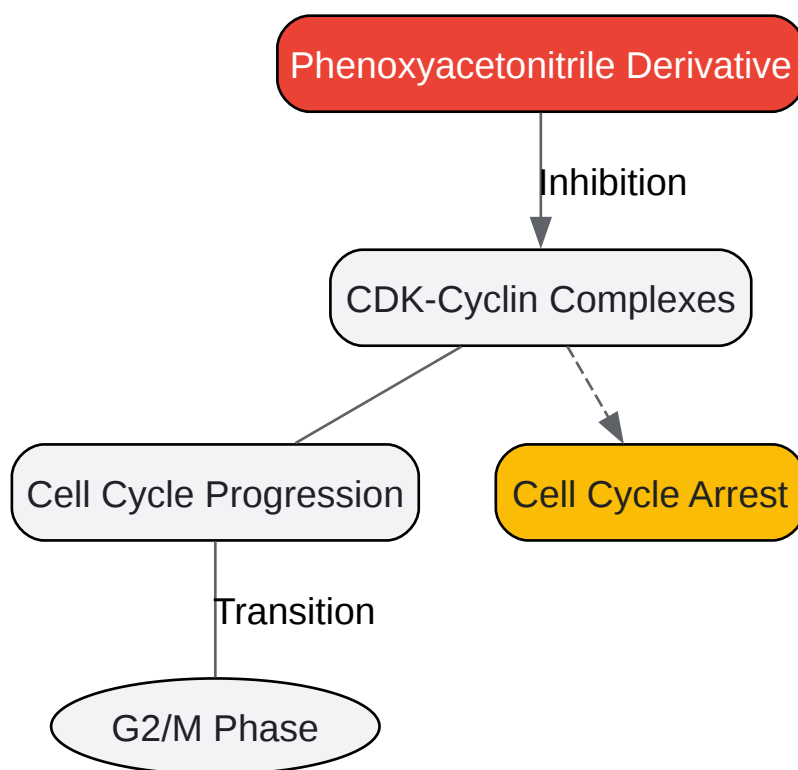 Phenoxyacetonitrile Derivative
Inhibition
CDK-Cyclin Complexes
Cell Cycle Progression
Cell Cycle Arrest
Transition
G2/M Phase